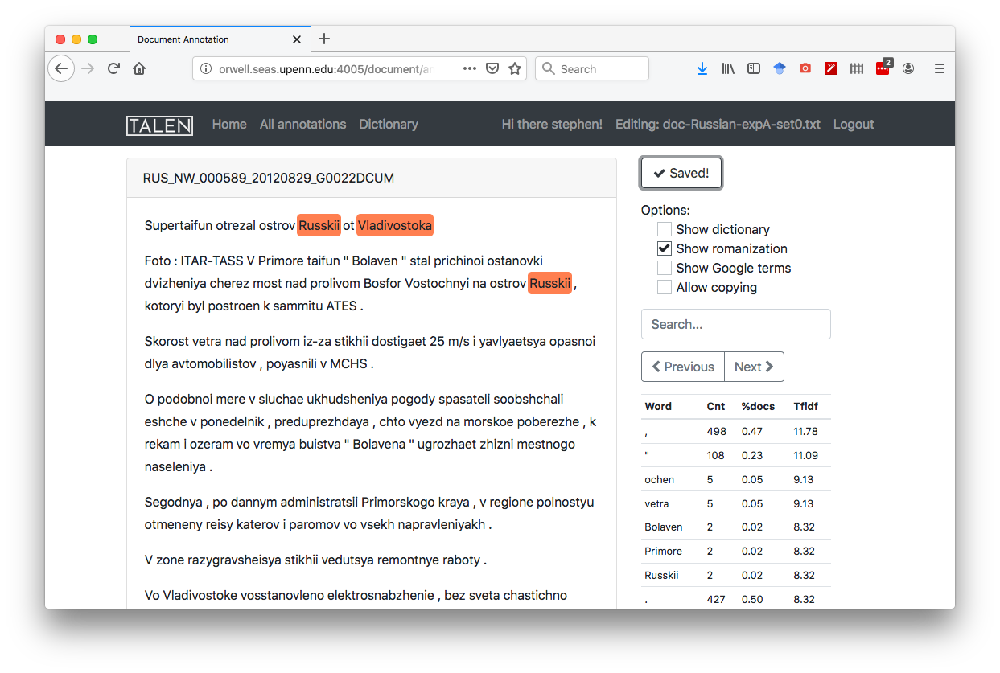 Document Annotation
orwell.seas.upenn.edu:4005/document/an
Search
2
TALEN Home All annotations Dictionary Hi there stephen! Editing: doc-Russian-expA-set0.txt Logout
RUS_NW_000589_20120829_G0022DCUM
Supertaifun otrezal ostrov Russkii ot Vladivostoka
Foto : ITAR-TASS V Primore taifun " Bolaven " stal prichinoi ostanovki
dvizheniya cherez most nad prolivom Bosfor Vostochnyi na ostrov Russkii ,
kotoryi byl postroen k sammitu ATES .
Skorost vetra nad prolivom iz-za stikhii dostigaet 25 m/s i yavlyaetsya opasnoi
dlya avtomobilistov , poyasnili v MCHS .
O podobnoi mere v sluchae ukhudsheniya pogody spasateli soobshchali
eshche v ponedelnik , preduprezhdaya , chto vyezd na morskoe poberezhe , k
rekam i ozeram vo vremya buistva " Bolavena " ugrozhaet zhizni mestnogo
naseleniya .
Segodnya , po dannym administratsii Primorskogo kraya , v regione polnostyu
otmeneny reisy katerov i paromov vo vsekh napravleniyakh .
V zone razygravsheisya stikhii vedutsya remontnye raboty .
Vo Vladivostoke vosstanovleno elektrosnabzhenie , bez sveta chastichno
Saved!
Options:
Show dictionary
Show romanization
Show Google terms
Allow copying
Search...
Previous Next
Word Cnt %docs Tfidf
, 498 0.47 11.78
" 108 0.23 11.09
ochen 5 0.05 9.13
vetra 5 0.05 9.13
Bolaven 2 0.02 8.32
Primore 2 0.02 8.32
Russkii 2 0.02 8.32
. 427 0.50 8.32